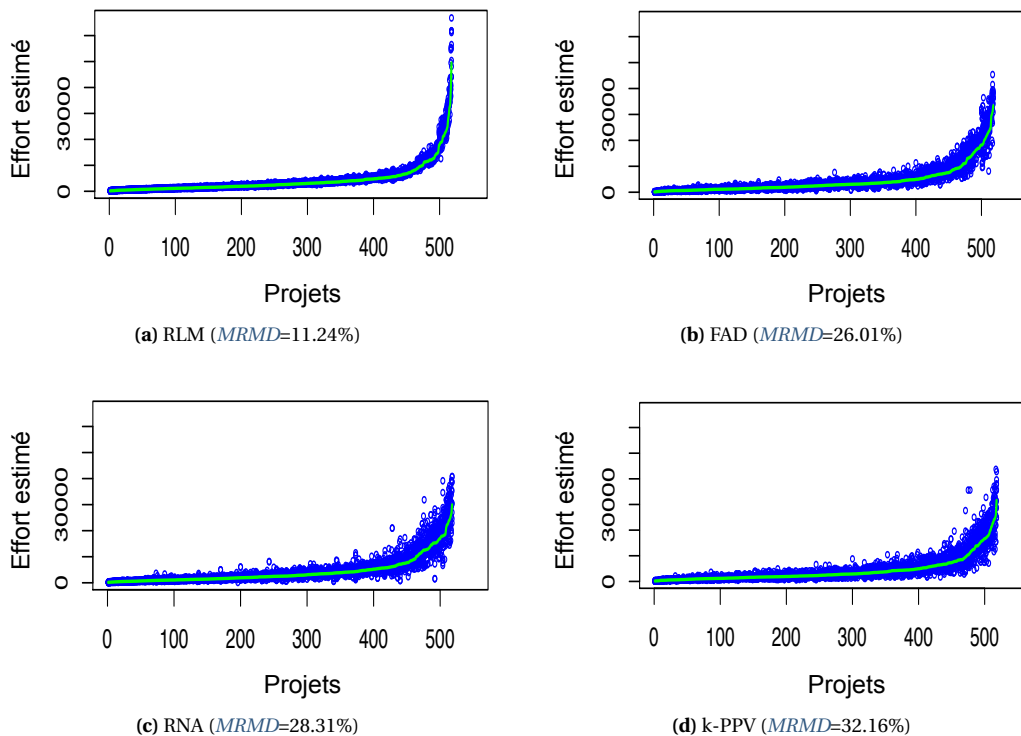 Effort estimé
30000
0
0 100 200 300 400 500
Projets
(a) RLM (MRMD=11.24%)
Effort estimé
30000
0
0 100 200 300 400 500
Projets
(b) FAD (MRMD=26.01%)
Effort estimé
30000
0
0 100 200 300 400 500
Projets
(c) RNA (MRMD=28.31%)
Effort estimé
30000
0
0 100 200 300 400 500
Projets
(d) k-PPV (MRMD=32.16%)